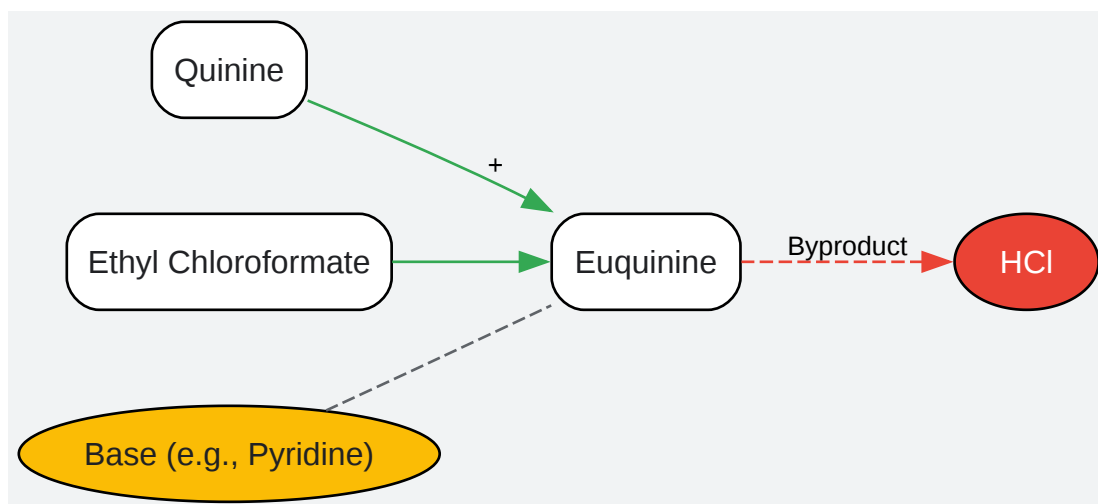 Quinine
+
Ethyl Chloroformate
Euquinine
Byproduct
HCl
Base (e.g., Pyridine)